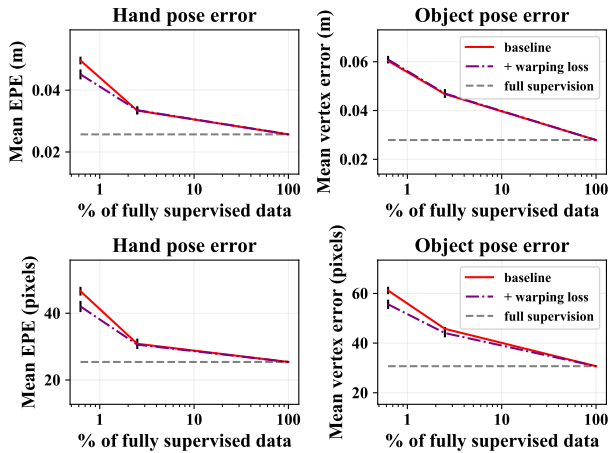 Hand pose error
Mean EPE (m)
0.04
0.02
1
10
100
% of fully supervised data
Object pose error
Mean vertex error (m)
0.06
0.04
0.02
baseline
+ warping loss
full supervision
1
10
100
% of fully supervised data
Hand pose error
Mean EPE (pixels)
40
20
1
10
100
% of fully supervised data
Object pose error
Mean vertex error (pixels)
60
40
20
baseline
+ warping loss
full supervision
1
10
100
% of fully supervised data